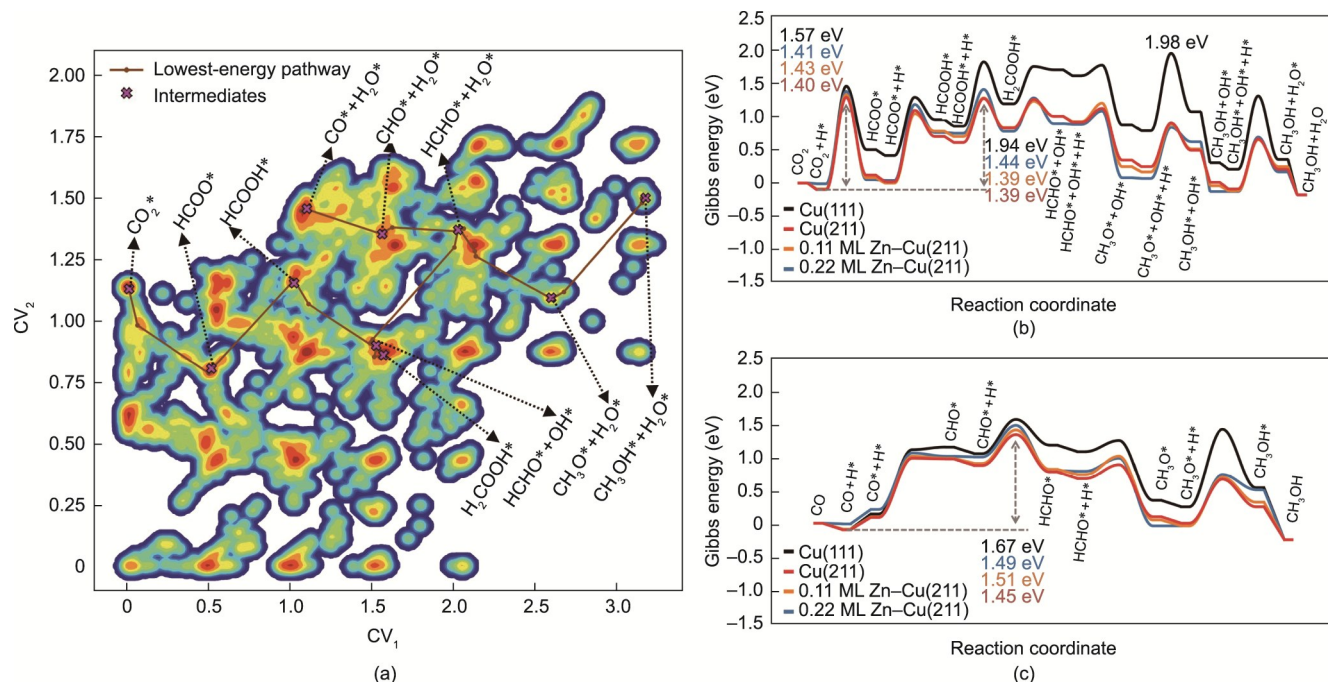 2.00
1.75
1.50
1.25
1.00
0.75
0.50
0.25
0
CV₂
Lowest-energy pathway
Intermediates
CO₂*
HCOO*
HCOOH*
CO*+H₂O*
CHO*+H₂O*
HCHO*+H₂O*
H₂COOH*
HCHO*+OH*
CH₃O*+H₂O*
CH₃OH*+H₂O*
0 0.5 1.0 1.5 2.0 2.5 3.0
CV₁
(a)
2.5
2.0
1.5
1.0
0.5
0
–0.5
–1.0
–1.5
Gibbs energy (eV)
1.57 eV
1.41 eV
1.43 eV
1.40 eV
1.98 eV
1.94 eV
1.44 eV
1.39 eV
1.39 eV
CO₂
CO₂+H*
HCOO*
HCOO*+H*
HCOOH*
HCOOH*+H*
H₂COOH*
HCHO*+OH*
HCHO*+OH*+H*
CH₃O*+OH*
CH₃O*+OH*+H*
CH₃OH*+OH*
CH₃OH+OH*
CH₃OH*+OH*+H*
CH₃OH+H₂O*
CH₃OH+H₂O
Cu(111)
Cu(211)
0.11 ML Zn–Cu(211)
0.22 ML Zn–Cu(211)
Reaction coordinate
(b)
2.5
2.0
1.5
1.0
0.5
0
–0.5
–1.0
–1.5
Gibbs energy (eV)
CO
CO+H*
CO*+H*
CHO*
CHO*+H*
HCHO*
HCHO*+H*
CH₃O*
CH₃O*+H*
CH₃OH*
CH₃OH
1.67 eV
1.49 eV
1.51 eV
1.45 eV
Cu(111)
Cu(211)
0.11 ML Zn–Cu(211)
0.22 ML Zn–Cu(211)
Reaction coordinate
(c)